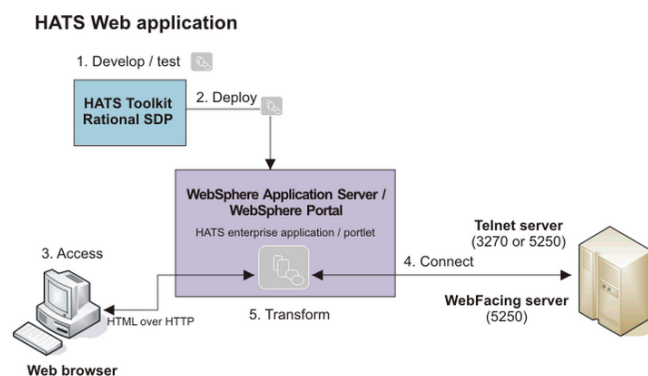 HATS Web application
1. Develop / test
HATS Toolkit
Rational SDP
2. Deploy
WebSphere Application Server /
WebSphere Portal
HATS enterprise application / portlet
3. Access
HTML over HTTP
Web browser
5. Transform
4. Connect
Telnet server
(3270 or 5250)
WebFacing server
(5250)